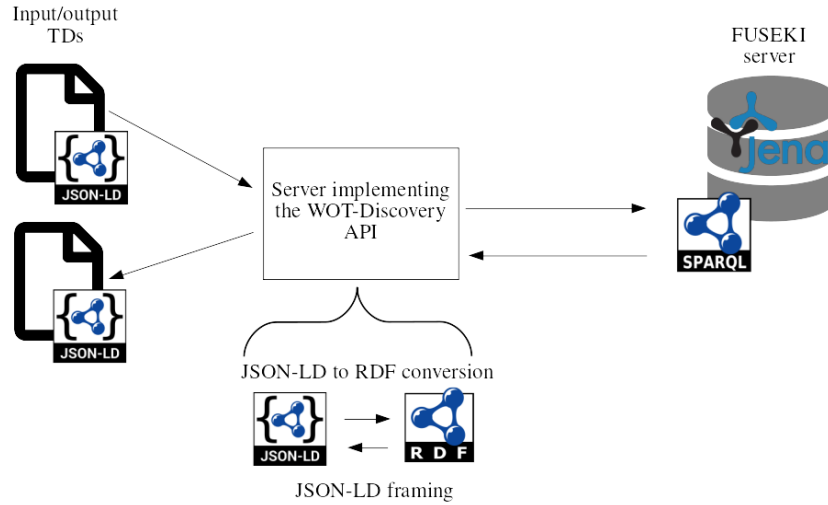 Input/output
TDs
JSON-LD
JSON-LD
Server implementing
the WOT-Discovery
API
FUSEKI
server
Jena
SPARQL
JSON-LD to RDF conversion
JSON-LD
RDF
JSON-LD framing